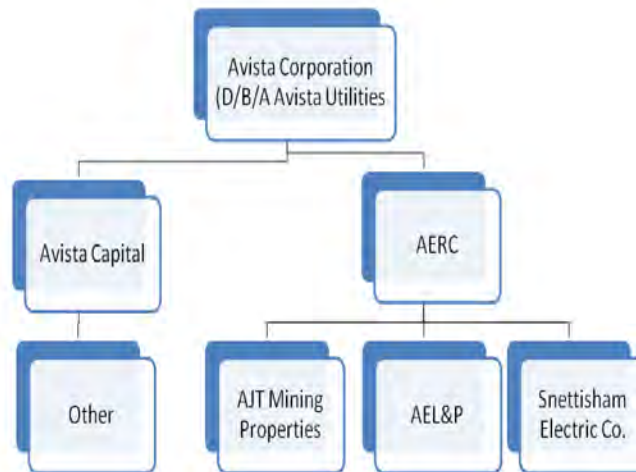 Avista Corporation
(D/B/A Avista Utilities
Avista Capital
AERC
Other
AJT Mining
Properties
AEL&P
Snettisham
Electric Co.